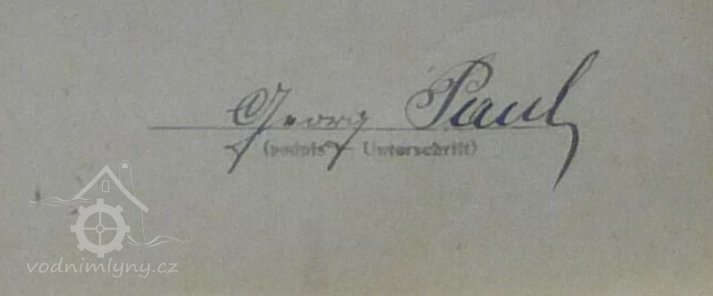 Georg Paul
(podpis — Unterschrift)
vodnimlyny.cz